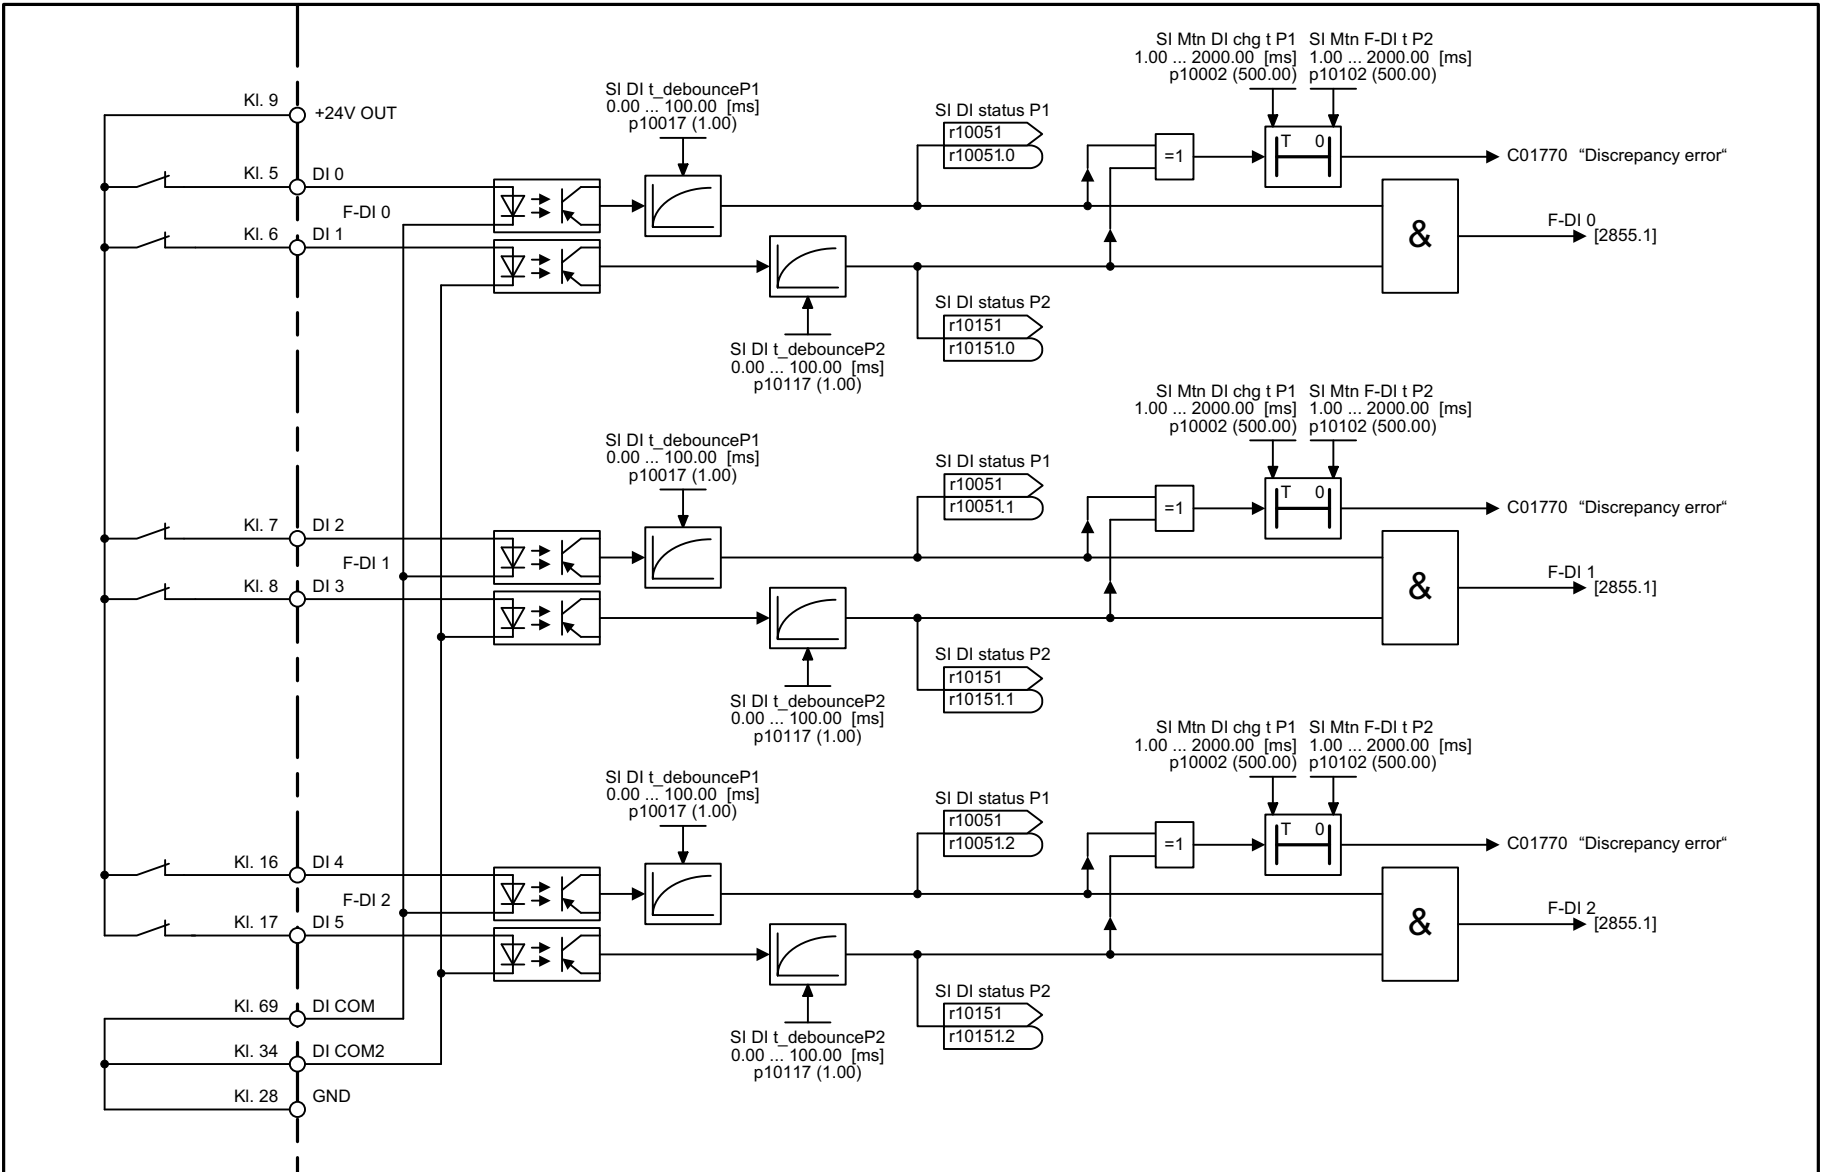 SI Mtn DI chg t P1 SI Mtn F-DI t P2
1.00 ... 2000.00 [ms] 1.00 ... 2000.00 [ms]
p10002 (500.00) p10102 (500.00)
SI DI t_debounceP1
0.00 ... 100.00 [ms]
p10017 (1.00)
Kl. 9 +24V OUT
SI DI status P1
r10051
r10051.0
=1
T 0
C01770 “Discrepancy error“
Kl. 5 DI 0
F-DI 0
Kl. 6 DI 1
&
F-DI 0
[2855.1]
SI DI status P2
r10151
r10151.0
SI DI t_debounceP2
0.00 ... 100.00 [ms]
p10117 (1.00)
SI Mtn DI chg t P1 SI Mtn F-DI t P2
1.00 ... 2000.00 [ms] 1.00 ... 2000.00 [ms]
p10002 (500.00) p10102 (500.00)
SI DI t_debounceP1
0.00 ... 100.00 [ms]
p10017 (1.00)
SI DI status P1
r10051
r10051.1
=1
T 0
C01770 “Discrepancy error“
Kl. 7 DI 2
F-DI 1
Kl. 8 DI 3
&
F-DI 1
[2855.1]
SI DI status P2
r10151
r10151.1
SI DI t_debounceP2
0.00 ... 100.00 [ms]
p10117 (1.00)
SI Mtn DI chg t P1 SI Mtn F-DI t P2
1.00 ... 2000.00 [ms] 1.00 ... 2000.00 [ms]
p10002 (500.00) p10102 (500.00)
SI DI t_debounceP1
0.00 ... 100.00 [ms]
p10017 (1.00)
SI DI status P1
r10051
r10051.2
=1
T 0
C01770 “Discrepancy error“
Kl. 16 DI 4
F-DI 2
Kl. 17 DI 5
&
F-DI 2
[2855.1]
SI DI status P2
r10151
r10151.2
SI DI t_debounceP2
0.00 ... 100.00 [ms]
p10117 (1.00)
Kl. 69 DI COM
Kl. 34 DI COM2
Kl. 28 GND